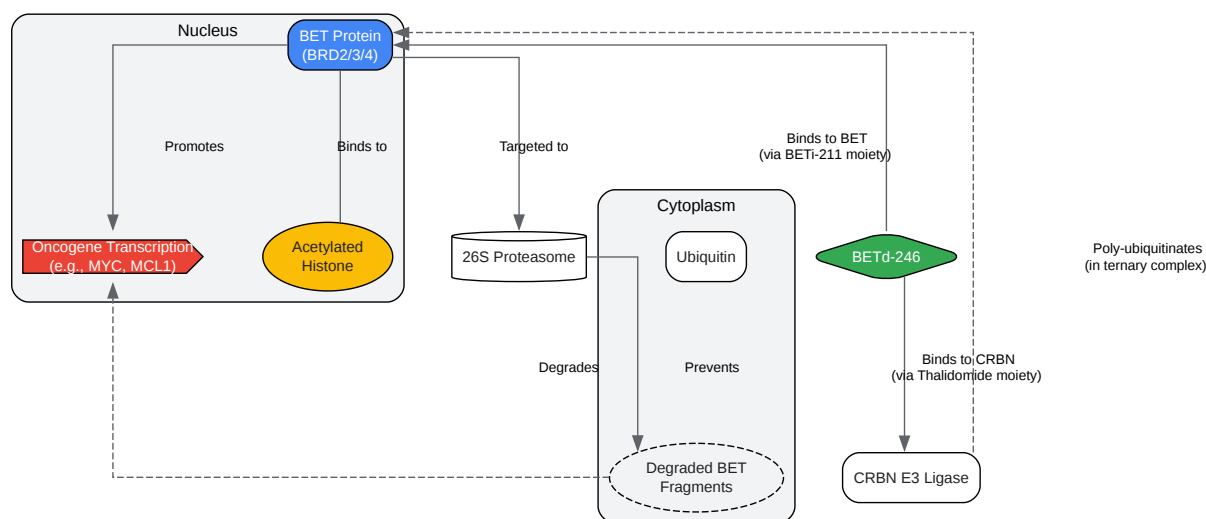 Nucleus
BET Protein
(BRD2/3/4)
Promotes
Binds to
Targeted to
Binds to BET
(via BETi-211 moiety)
Cytoplasm
Oncogene Transcription
(e.g., MYC, MCL1)
Acetylated
Histone
26S Proteasome
Ubiquitin
BETd-246
Poly-ubiquitinates
(in ternary complex)
Degrades
Prevents
Binds to CRBN
(via Thalidomide moiety)
Degraded BET
Fragments
CRBN E3 Ligase